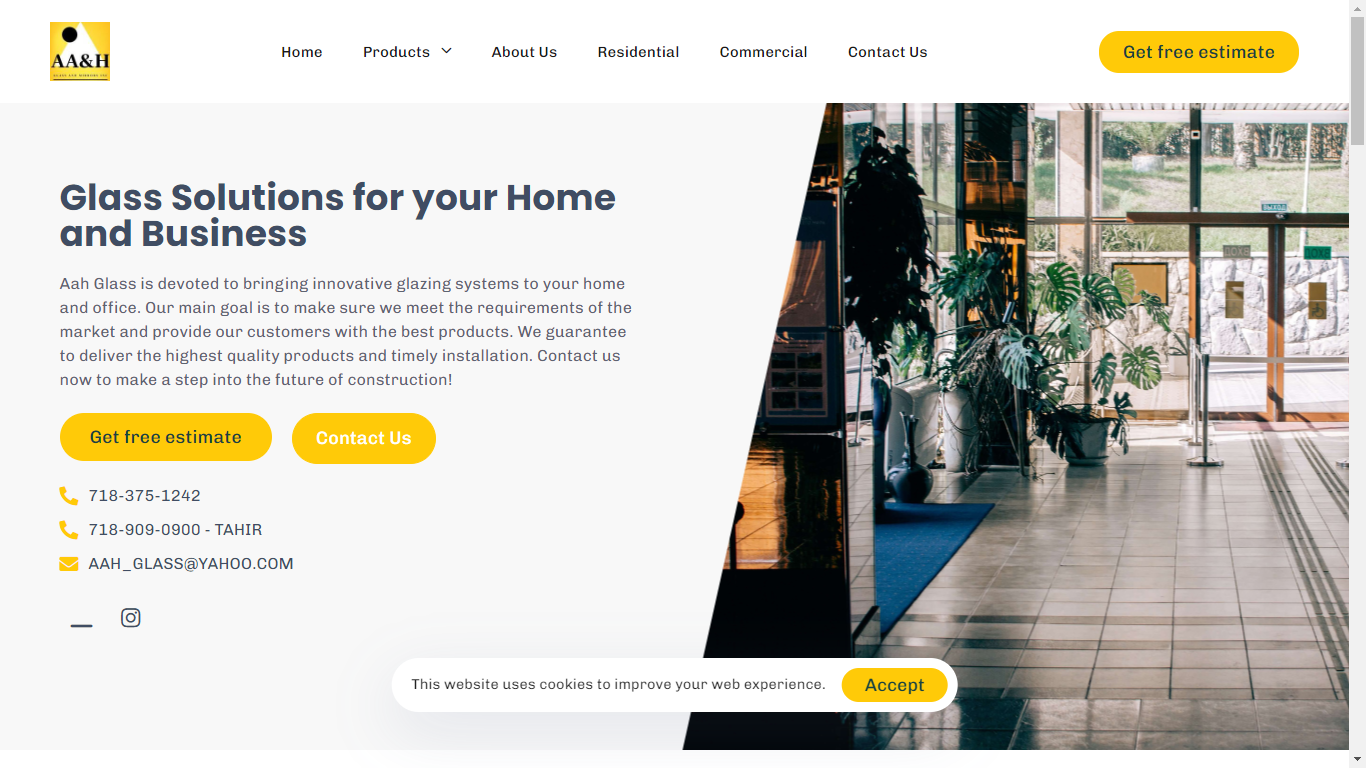 AA&H
GLASS AND MIRRORS INC
Home
Products
About Us
Residential
Commercial
Contact Us
Get free estimate
Glass Solutions for your Home
and Business
Aah Glass is devoted to bringing innovative glazing systems to your home
and office. Our main goal is to make sure we meet the requirements of the
market and provide our customers with the best products. We guarantee
to deliver the highest quality products and timely installation. Contact us
now to make a step into the future of construction!
Get free estimate
Contact Us
718-375-1242
718-909-0900 - TAHIR
AAH_GLASS@YAHOO.COM
This website uses cookies to improve your web experience.
Accept